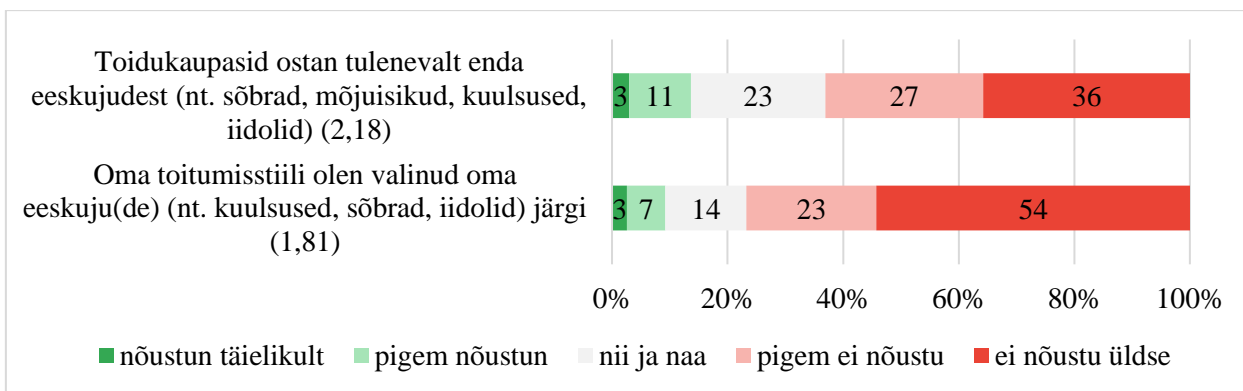 Toidukaupasid ostan tulenevalt enda
eeskujudest (nt. sõbrad, mõjuisikud, kuulsused,
iidolid) (2,18)
3 11 23 27 36
Oma toitumisstiili olen valinud oma
eeskuju(de) (nt. kuulsused, sõbrad, iidolid) järgi
(1,81)
3 7 14 23 54
0% 20% 40% 60% 80% 100%
nõustun täielikult pigem nõustun nii ja naa pigem ei nõustu ei nõustu üldse